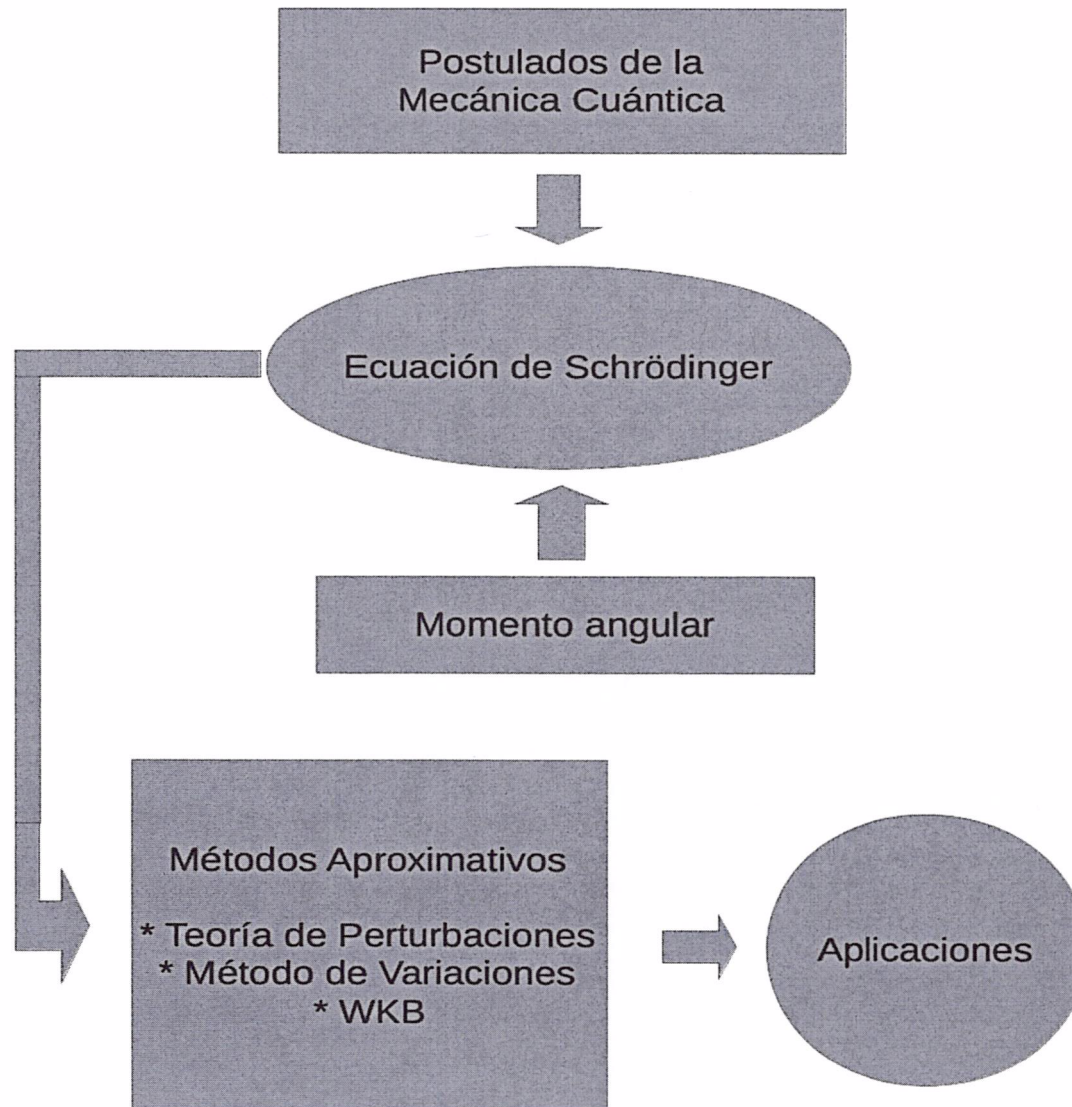 Postulados de la
Mecánica Cuántica
Ecuación de Schrödinger
Momento angular
Métodos Aproximativos
* Teoría de Perturbaciones
* Método de Variaciones
* WKB
Aplicaciones